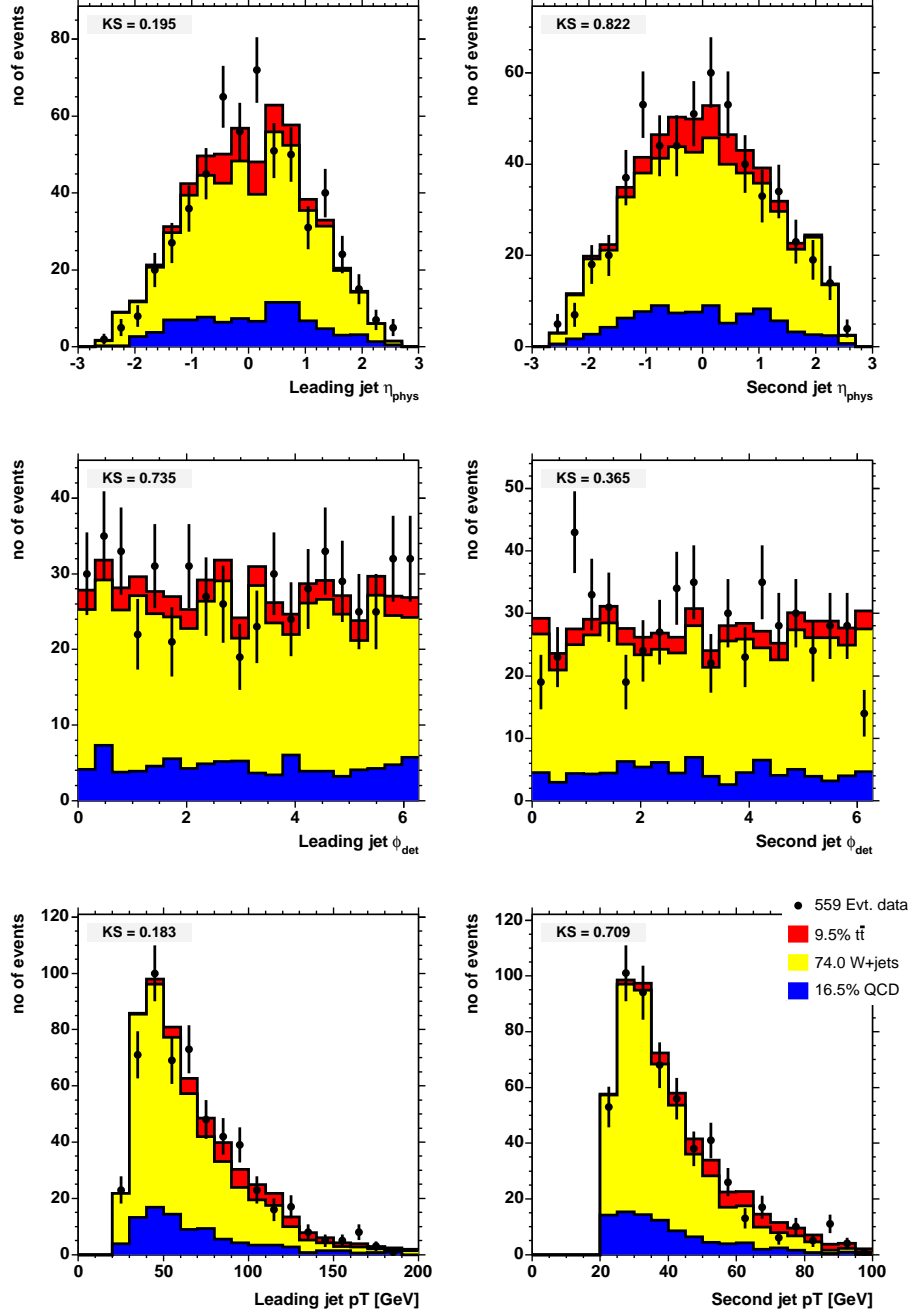 no of events
KS = 0.195
80
60
40
20
0
-3 -2 -1 0 1 2 3
Leading jet ηphys
no of events
KS = 0.822
60
40
20
0
-3 -2 -1 0 1 2 3
Second jet ηphys
no of events
KS = 0.735
40
30
20
10
0
0 2 4 6
Leading jet ϕdet
no of events
KS = 0.365
50
40
30
20
10
0
0 2 4 6
Second jet ϕdet
no of events
KS = 0.183
120
100
80
60
40
20
0
0 50 100 150 200
Leading jet pT [GeV]
no of events
KS = 0.709
120
100
80
60
40
20
0
0 20 40 60 80 100
Second jet pT [GeV]
559 Evt. data
9.5% tt̄
74.0 W+jets
16.5% QCD